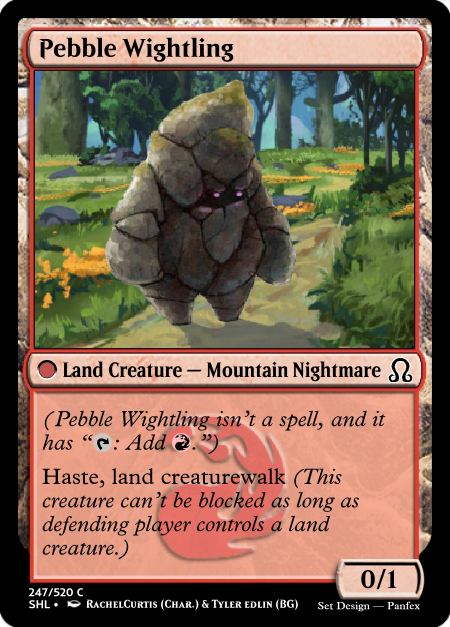 Pebble Wightling
Land Creature — Mountain Nightmare
(Pebble Wightling isn't a spell, and it
has “: Add .”)
Haste, land creaturewalk (This
creature can't be blocked as long as
defending player controls a land
creature.)
0/1
247/520 C
SHL • RachelCurtis (Char.) & Tyler edlin (BG)
Set Design — Panfex